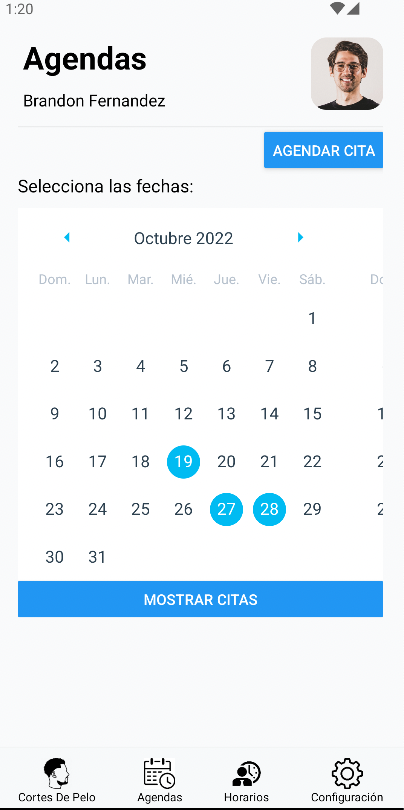 1:20
Agendas
Brandon Fernandez
AGENDAR CITA
Selecciona las fechas:
Octubre 2022
Dom. Lun. Mar. Mié. Jue. Vie. Sáb.
1
2 3 4 5 6 7 8
9 10 11 12 13 14 15
16 17 18 19 20 21 22
23 24 25 26 27 28 29
30 31
MOSTRAR CITAS
Cortes De Pelo Agendas Horarios Configuración